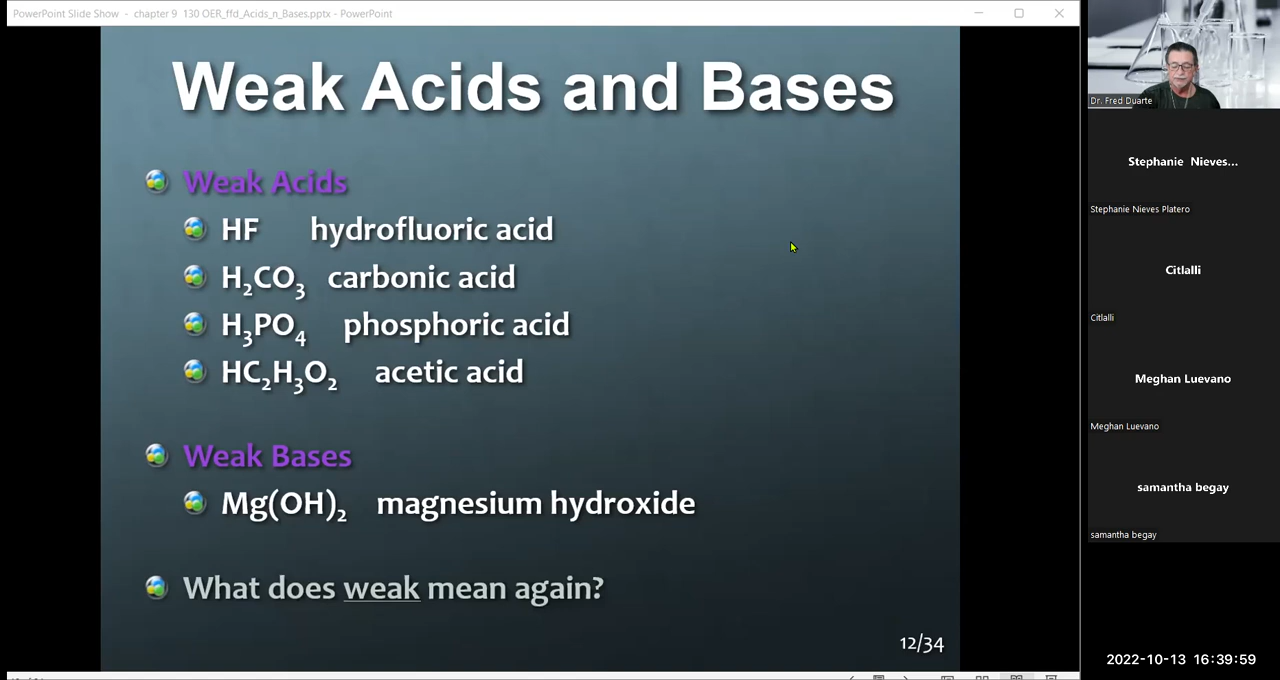 PowerPoint Slide Show - chapter 9 130 OER_ffd_Acids_n_Bases.pptx - PowerPoint
Weak Acids and Bases
Weak Acids
HF hydrofluoric acid
H₂CO₃ carbonic acid
H₃PO₄ phosphoric acid
HC₂H₃O₂ acetic acid
Weak Bases
Mg(OH)₂ magnesium hydroxide
What does weak mean again?
12/34
Dr. Fred Duarte
Stephanie Nieves...
Stephanie Nieves Platero
Citlalli
Citlalli
Meghan Luevano
Meghan Luevano
samantha begay
samantha begay
2022-10-13 16:39:59